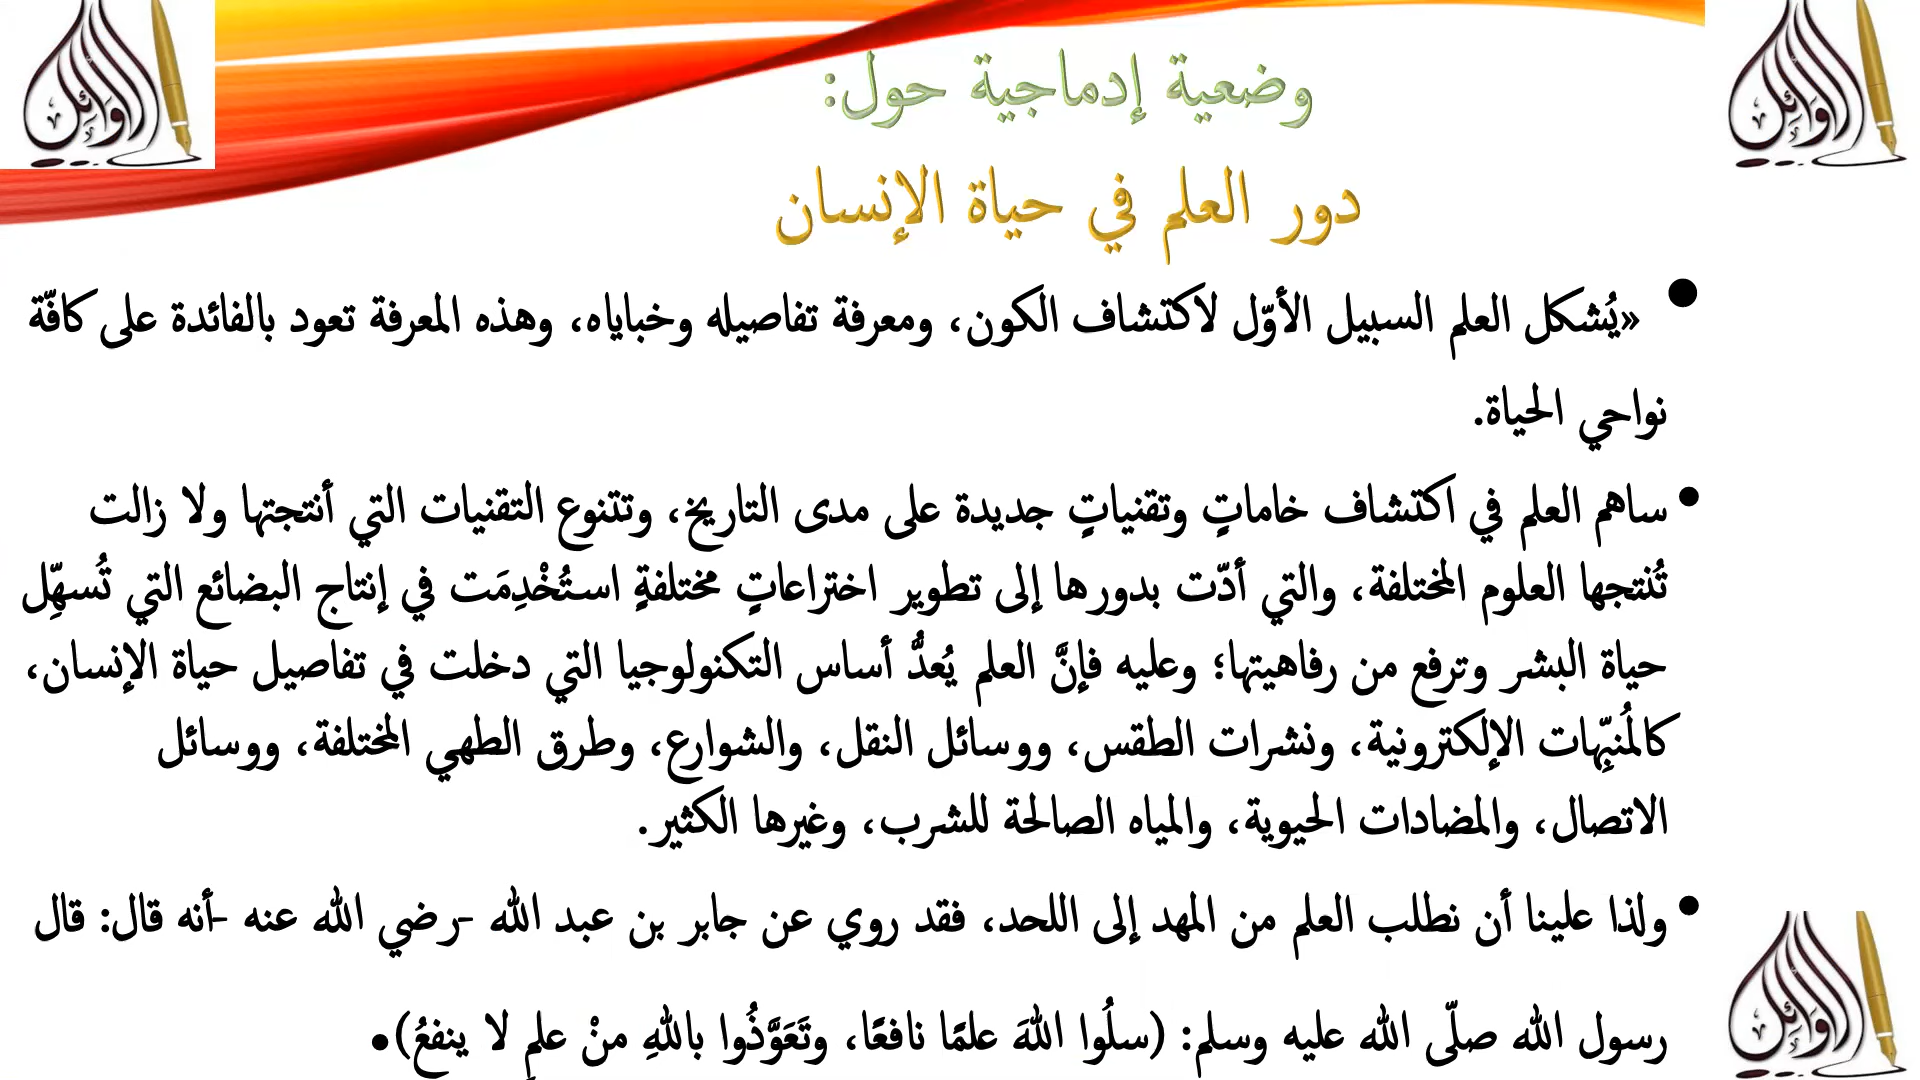 وضعية إدماجية حول:
دور العلم في حياة الإنسان
• «يُشكل العلم السبيل الأوّل لاكتشاف الكون، ومعرفة تفاصيله وخباياه، وهذه المعرفة تعود بالفائدة على كافّة
نواحي الحياة.
• ساهم العلم في اكتشاف خاماتٍ وتقنياتٍ جديدة على مدى التاريخ، وتتنوع التقنيات التي أنتجتها ولا زالت
تُنتجها العلوم المختلفة، والتي أدّت بدورها إلى تطوير اختراعاتٍ مختلفةٍ استُخْدِمَت في إنتاج البضائع التي تُسهِّل
حياة البشر وترفع من رفاهيتها؛ وعليه فإنَّ العلم يُعدُّ أساس التكنولوجيا التي دخلت في تفاصيل حياة الإنسان،
كالمُنبِّهات الإلكترونية، ونشرات الطقس، ووسائل النقل، والشوارع، وطرق الطهي المختلفة، ووسائل
الاتصال، والمضادات الحيوية، والمياه الصالحة للشرب، وغيرها الكثير.
• ولذا علينا أن نطلب العلم من المهد إلى اللحد، فقد روي عن جابر بن عبد الله -رضي الله عنه -أنه قال: قال
رسول الله صلّى الله عليه وسلم: (سلُوا اللهَ علمًا نافعًا، وتَعَوَّذُوا باللهِ منْ علمٍ لا ينفعُ)•
الأوائل
الأوائل
الأوائل